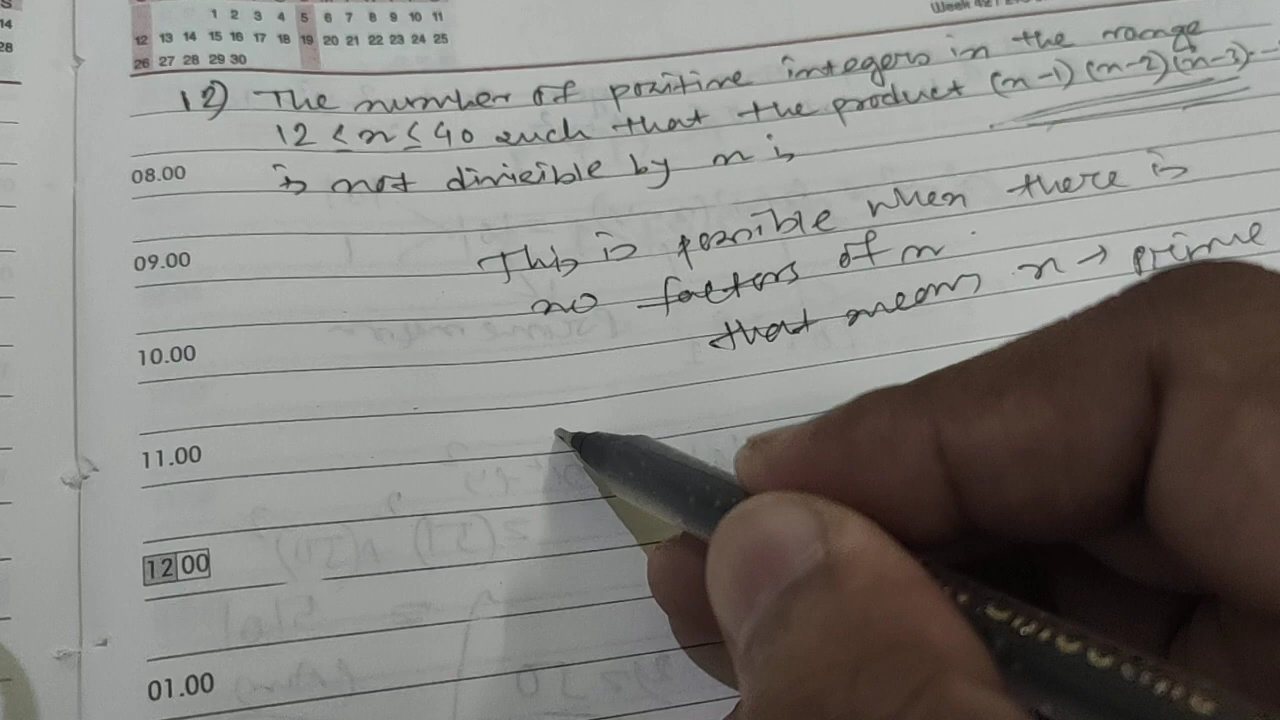 S
14
28
1 2 3 4 5 6 7 8 9 10 11
12 13 14 15 16 17 18 19 20 21 22 23 24 25
26 27 28 29 30
12) The number of positive integers in the range
12 ≤ n ≤ 40 such that the product (n-1) (n-2) (n-3)---
is not divisible by n is
08.00
This is possible when there is
09.00
no factors of n.
that means n → prime
10.00
11.00
12 00
01.00